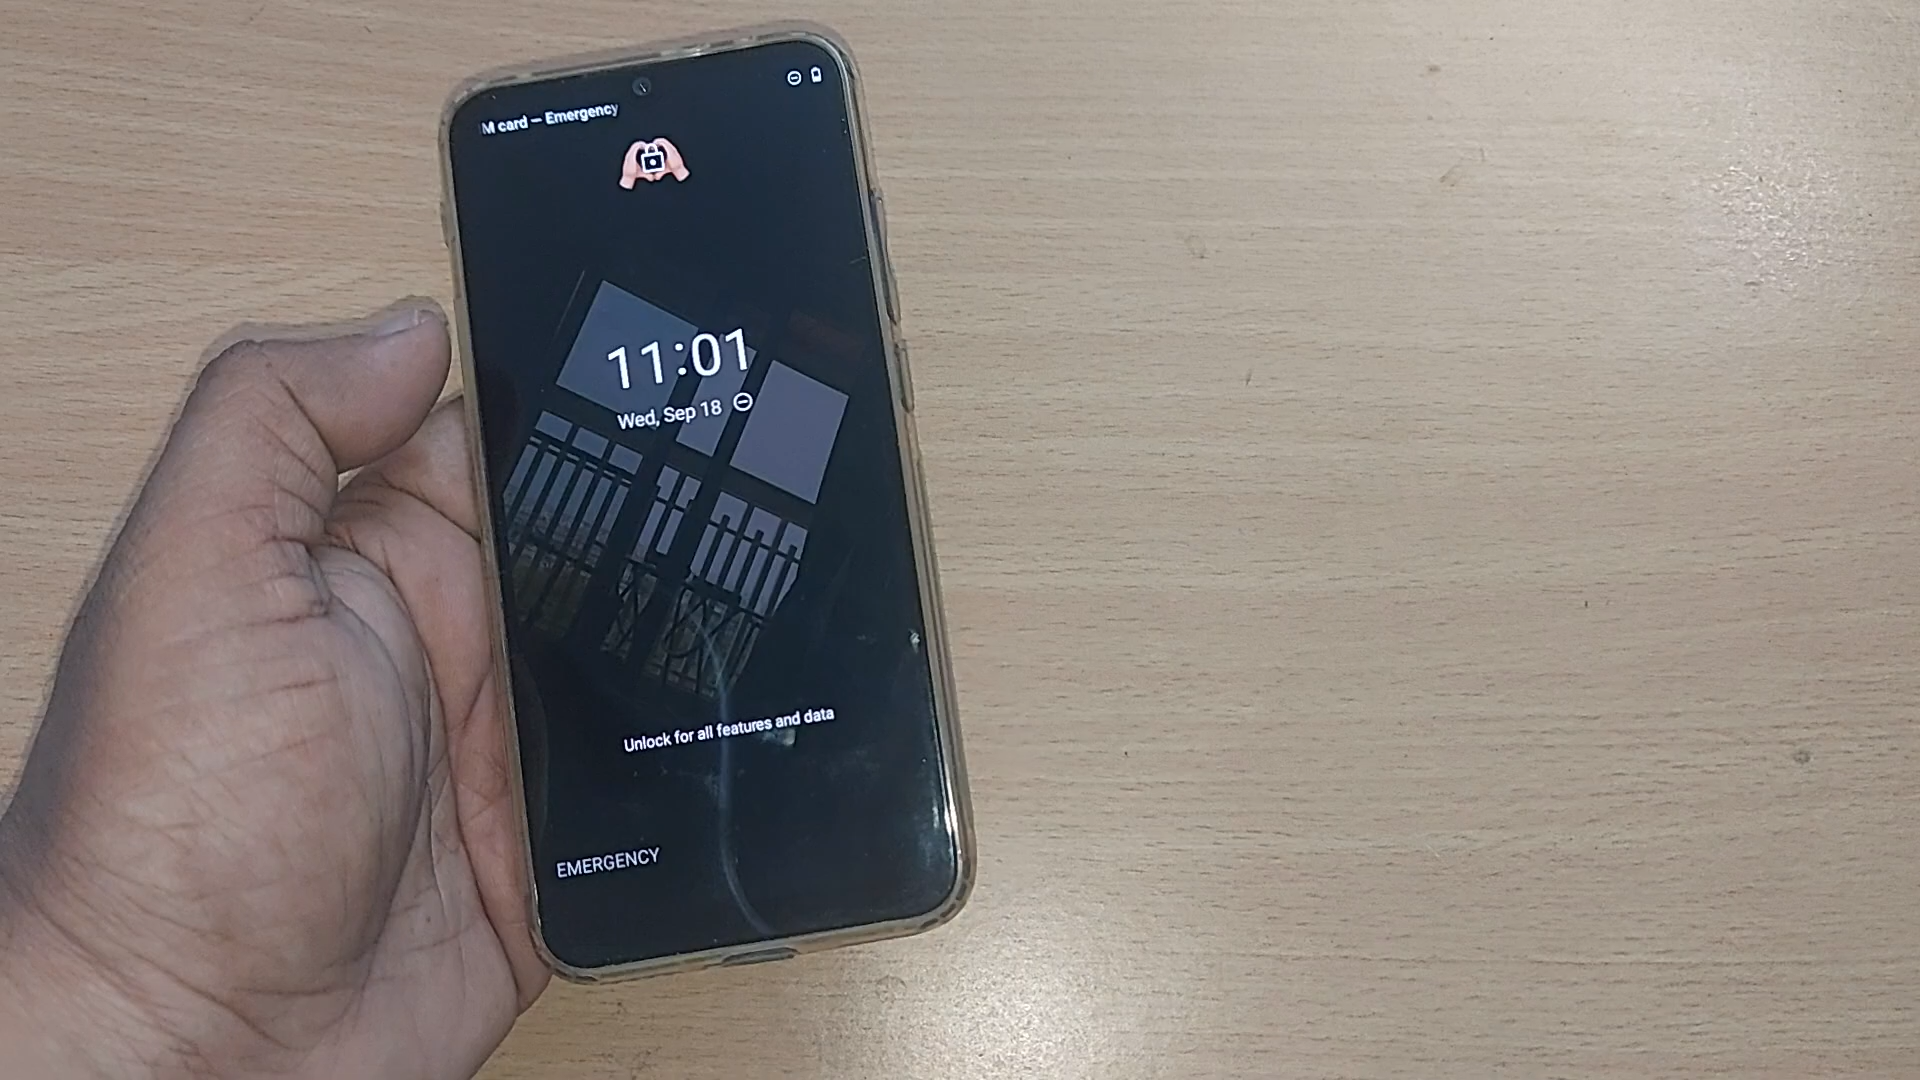 M card – Emergency
11:01
Wed, Sep 18
Unlock for all features and data
EMERGENCY